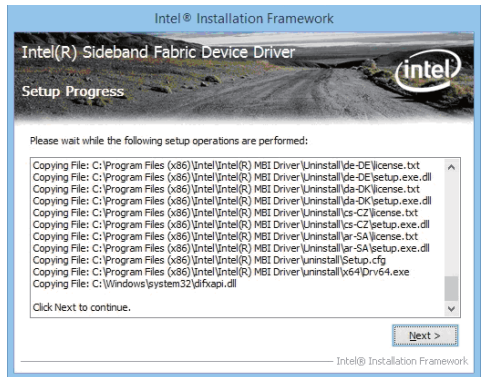 Intel® Installation Framework
Intel(R) Sideband Fabric Device Driver
intel
Setup Progress
Please wait while the following setup operations are performed:
Copying File: C:\Program Files (x86)\Intel\Intel(R) MBI Driver\Uninstall\de-DE\license.txt
Copying File: C:\Program Files (x86)\Intel\Intel(R) MBI Driver\Uninstall\de-DE\setup.exe.dll
Copying File: C:\Program Files (x86)\Intel\Intel(R) MBI Driver\Uninstall\da-DK\license.txt
Copying File: C:\Program Files (x86)\Intel\Intel(R) MBI Driver\Uninstall\da-DK\setup.exe.dll
Copying File: C:\Program Files (x86)\Intel\Intel(R) MBI Driver\Uninstall\cs-CZ\license.txt
Copying File: C:\Program Files (x86)\Intel\Intel(R) MBI Driver\Uninstall\cs-CZ\setup.exe.dll
Copying File: C:\Program Files (x86)\Intel\Intel(R) MBI Driver\Uninstall\ar-SA\license.txt
Copying File: C:\Program Files (x86)\Intel\Intel(R) MBI Driver\Uninstall\ar-SA\setup.exe.dll
Copying File: C:\Program Files (x86)\Intel\Intel(R) MBI Driver\uninstall\Setup.cfg
Copying File: C:\Program Files (x86)\Intel\Intel(R) MBI Driver\uninstall\x64\Drv64.exe
Copying File: C:\Windows\system32\difxapi.dll
Click Next to continue.
Next >
Intel® Installation Framework